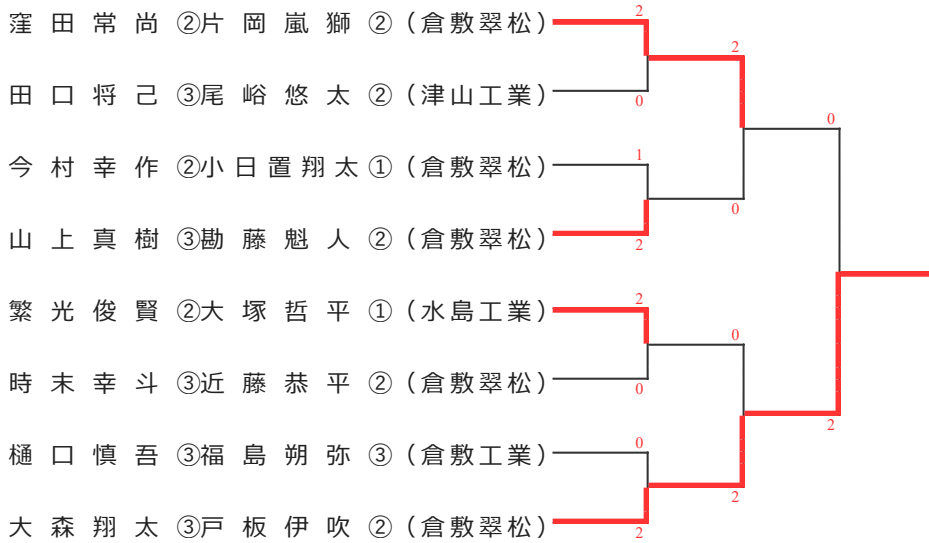 窪田常尚②片岡嵐獅②(倉敷翠松)
2
2
田口将己③尾崎悠太②(津山工業)
0
0
今村幸作②小日置翔太①(倉敷翠松)
1
0
山上真樹③勘藤魁人②(倉敷翠松)
2
繁光俊賢②大塚哲平①(水島工業)
2
0
時末幸斗③近藤恭平②(倉敷翠松)
0
2
樋口慎吾③福島朔弥③(倉敷工業)
0
2
大森翔太③戸板伊吹②(倉敷翠松)
2